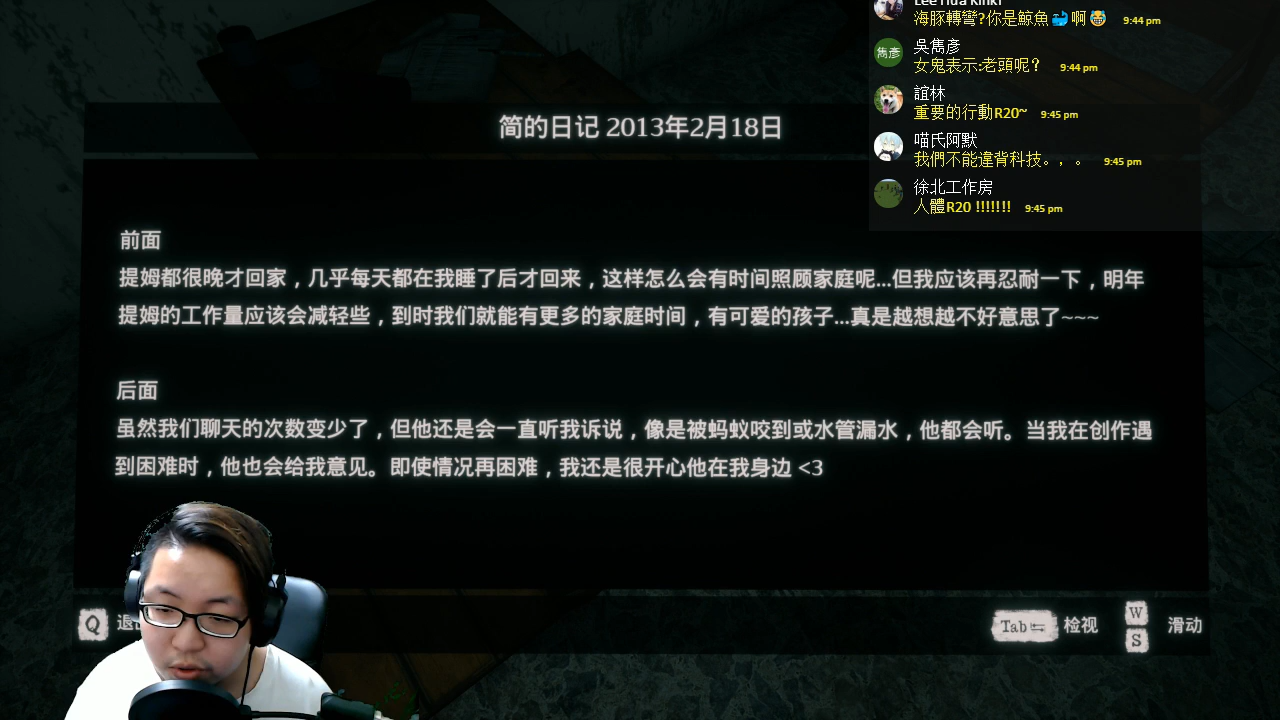 Lee Hua Kinki
海豚轉彎?你是鯨魚🐳啊😹 9:44 pm
吳雋彥
雋彥
女鬼表示:老頭呢? 9:44 pm
誼林
重要的行動R20~ 9:45 pm
喵氏阿默
我們不能違背科技。，。 9:45 pm
徐北工作房
人體R20 !!!!!!! 9:45 pm
简的日记 2013年2月18日
前面
提姆都很晚才回家，几乎每天都在我睡了后才回来，这样怎么会有时间照顾家庭呢...但我应该再忍耐一下，明年
提姆的工作量应该会减轻些，到时我们就能有更多的家庭时间，有可爱的孩子...真是越想越不好意思了~~~
后面
虽然我们聊天的次数变少了，但他还是会一直听我诉说，像是被蚂蚁咬到或水管漏水，他都会听。当我在创作遇
到困难时，他也会给我意见。即使情况再困难，我还是很开心他在我身边 <3
Q 退
Tab 检视
W
S
滑动